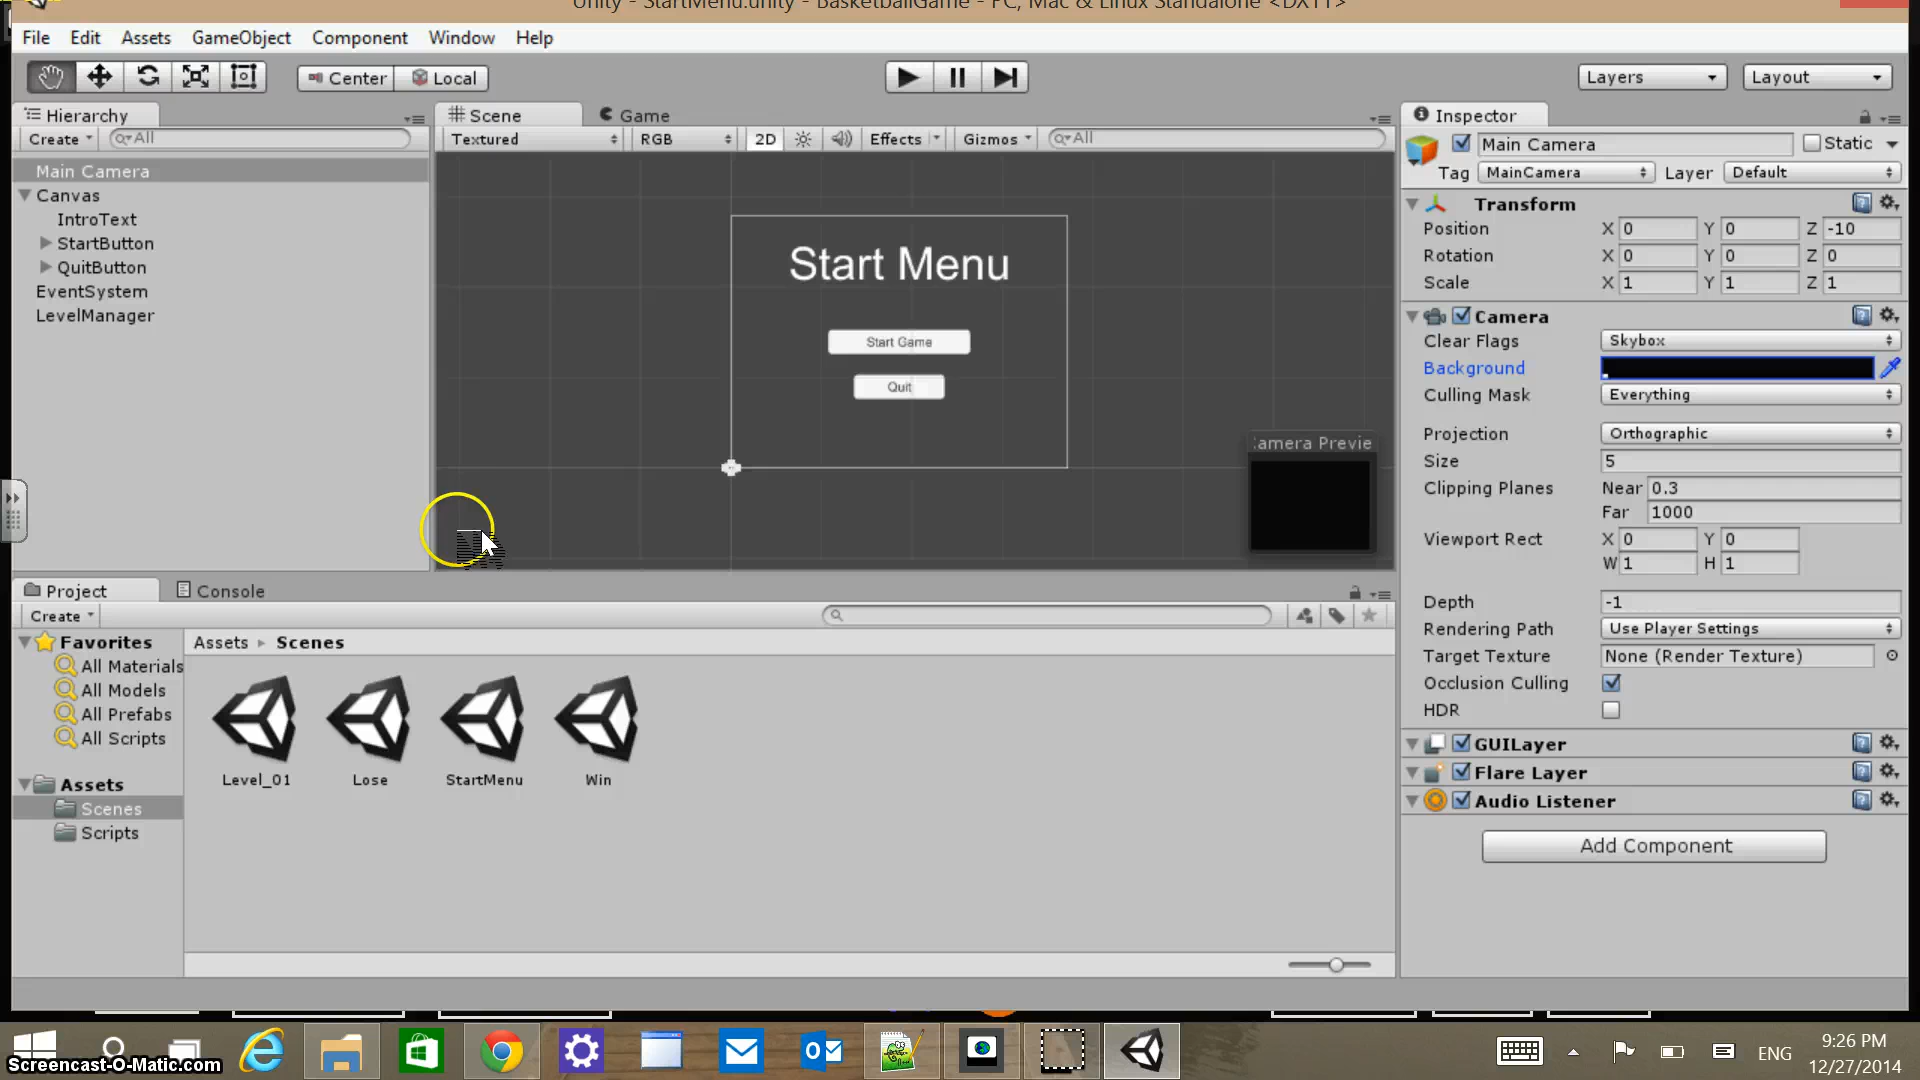 Unity - StartMenu.unity - BasketballGame - PC, Mac & Linux Standalone <DX11>
File Edit Assets GameObject Component Window Help
Center Local Layers Layout
Hierarchy
Create All
Main Camera
Canvas
IntroText
StartButton
QuitButton
EventSystem
LevelManager
Scene Game
Textured RGB 2D Effects Gizmos All
Start Menu
Start Game
Quit
amera Previe
Inspector
Main Camera Static
Tag MainCamera Layer Default
Transform
Position X 0 Y 0 Z -10
Rotation X 0 Y 0 Z 0
Scale X 1 Y 1 Z 1
Camera
Clear Flags Skybox
Background
Culling Mask Everything
Projection Orthographic
Size 5
Clipping Planes Near 0.3
Far 1000
Viewport Rect X 0 Y 0
W 1 H 1
Depth -1
Rendering Path Use Player Settings
Target Texture None (Render Texture)
Occlusion Culling
HDR
GUILayer
Flare Layer
Audio Listener
Add Component
Project Console
Create
Favorites
All Materials
All Models
All Prefabs
All Scripts
Assets
Scenes
Scripts
Assets Scenes
Level_01 Lose StartMenu Win
Screencast-O-Matic.com
ENG
9:26 PM
12/27/2014